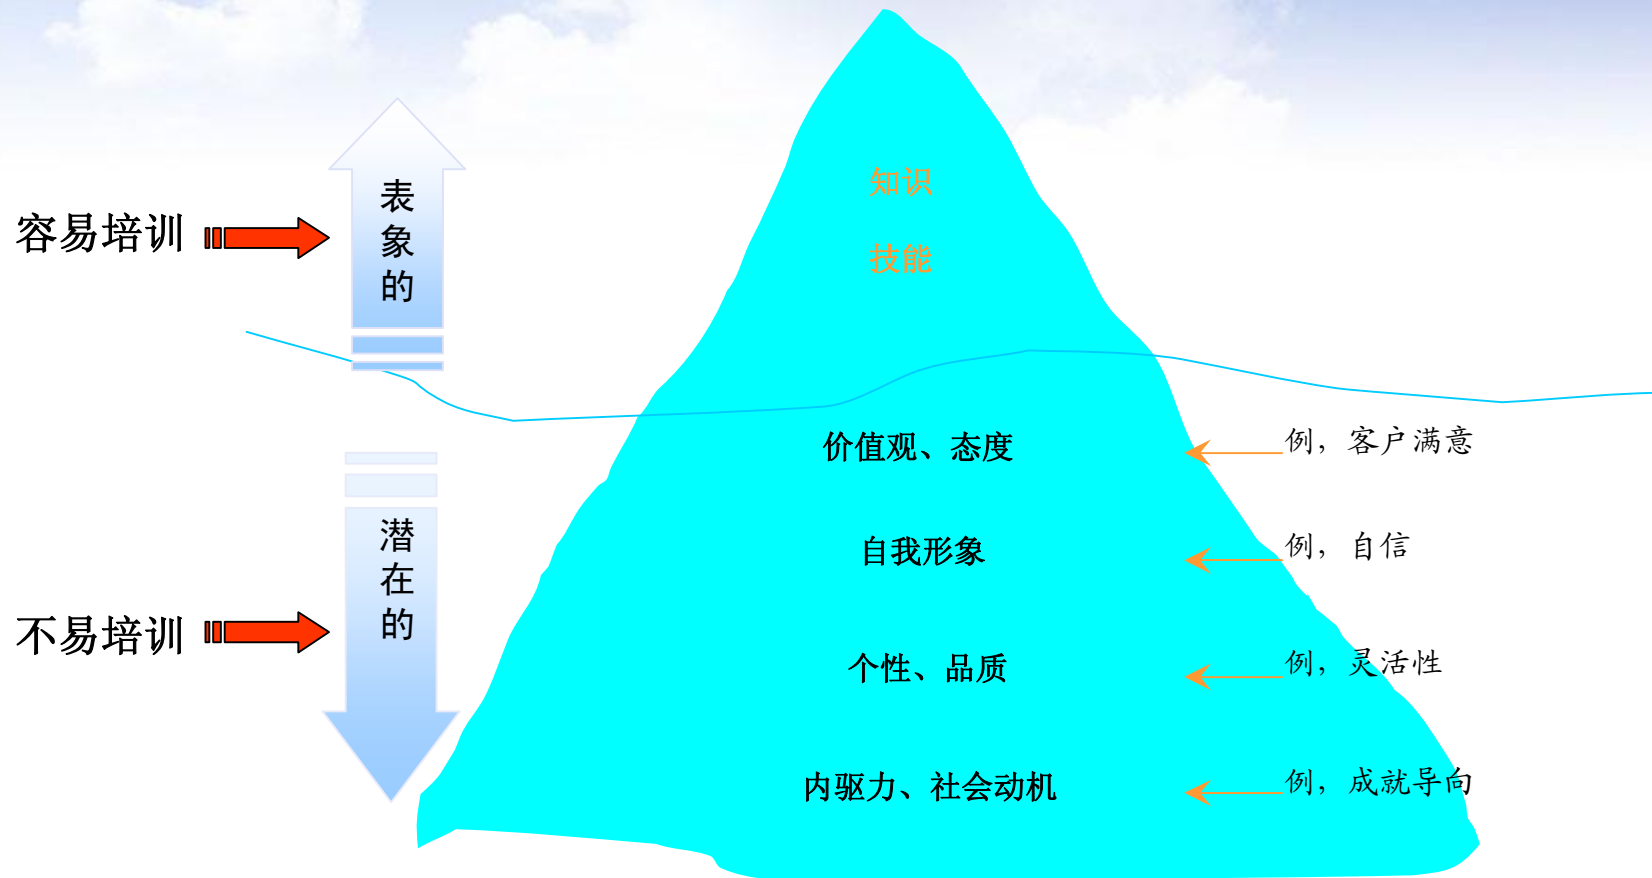 知识
技能
容易培训
表象的
价值观、态度
例，客户满意
自我形象
例，自信
潜在的
不易培训
个性、品质
例，灵活性
内驱力、社会动机
例，成就导向